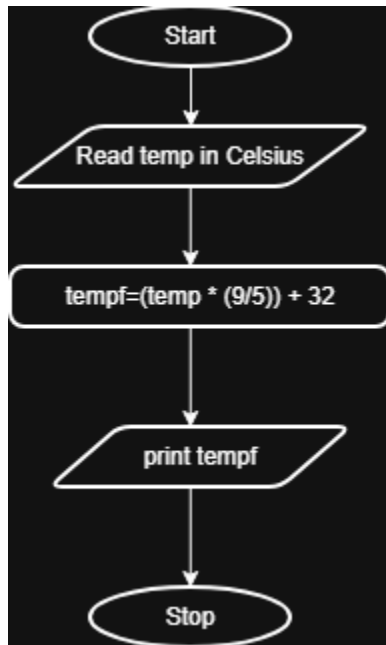 Start
Read temp in Celsius
tempf=(temp * (9/5)) + 32
print tempf
Stop